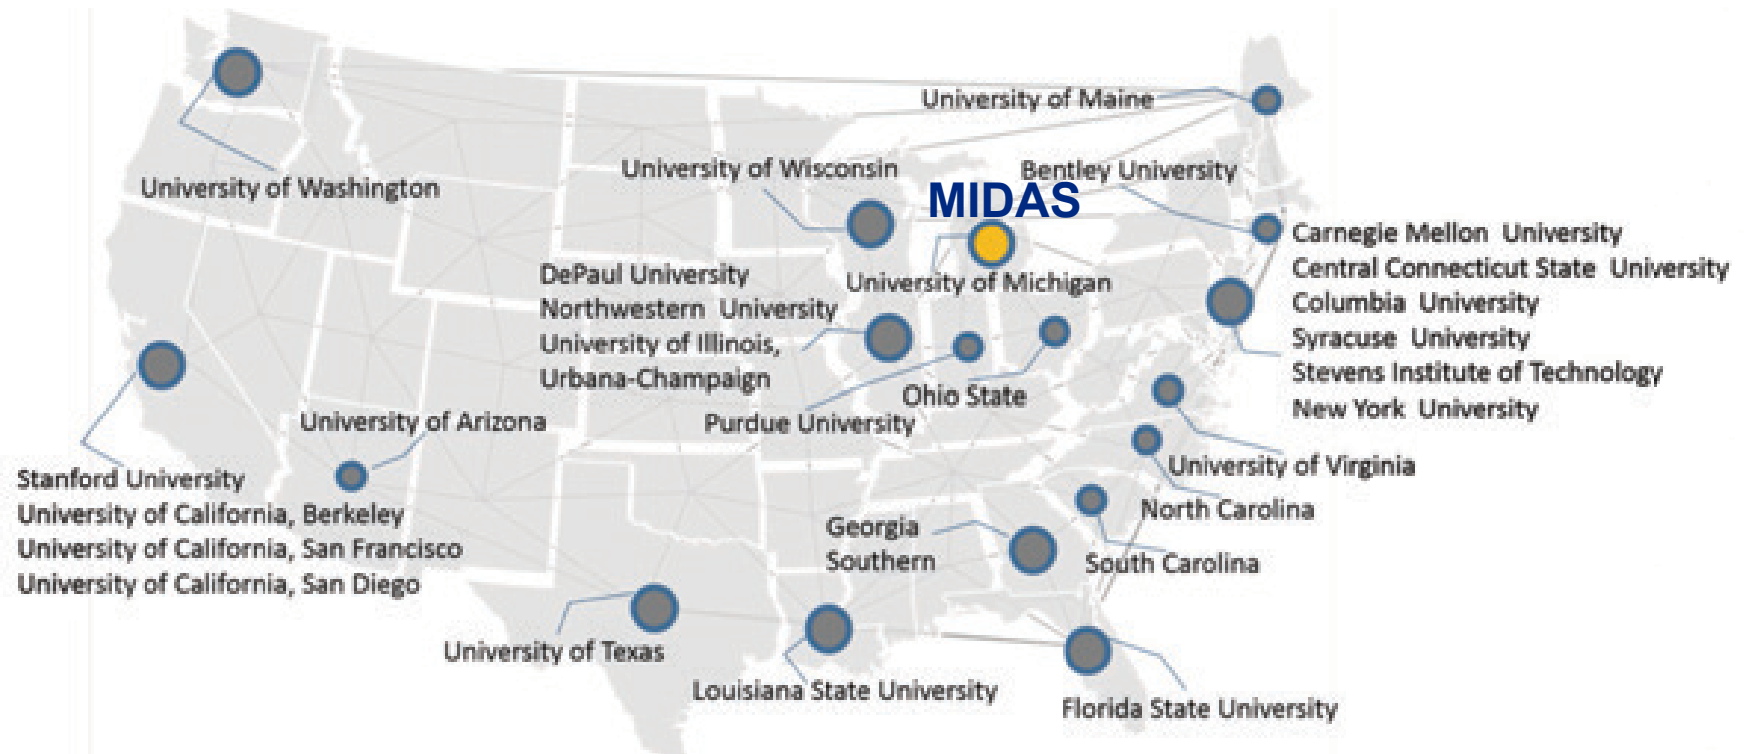 University of Maine
University of Wisconsin
Bentley University
University of Washington
MIDAS
Carnegie Mellon University
Central Connecticut State University
Columbia University
Syracuse University
Stevens Institute of Technology
New York University
DePaul University
Northwestern University
University of Illinois,
Urbana-Champaign
University of Michigan
Ohio State
Purdue University
University of Arizona
Stanford University
University of California, Berkeley
University of California, San Francisco
University of California, San Diego
University of Virginia
North Carolina
Georgia
Southern
South Carolina
University of Texas
Louisiana State University
Florida State University